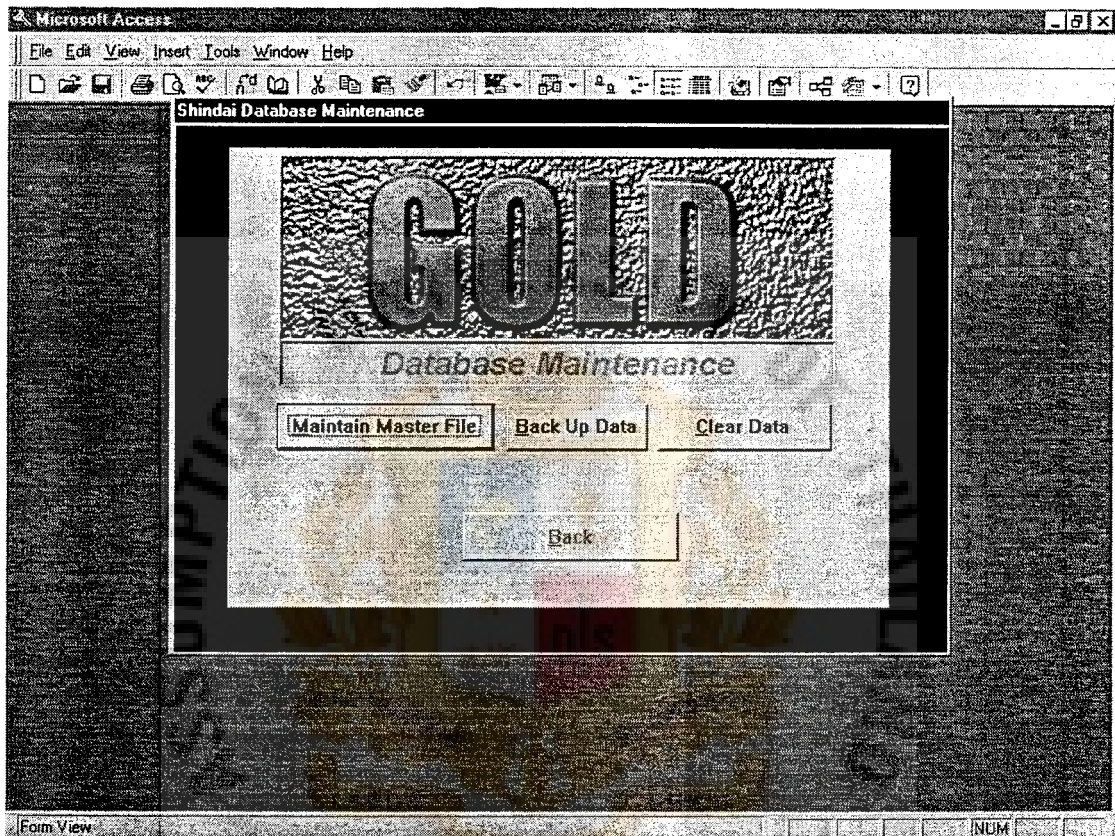 Microsoft Access
File Edit View Insert Tools Window Help
Shindai Database Maintenance
GOLD
Database Maintenance
Maintain Master File Back Up Data Clear Data
Back
Form View NUM